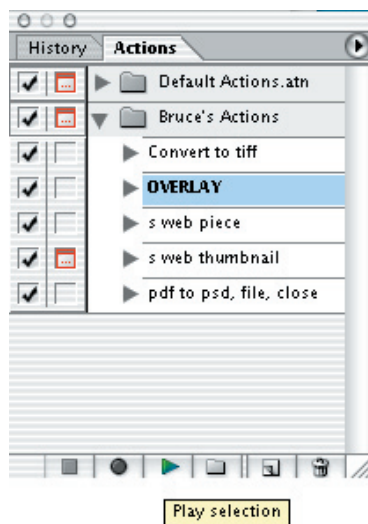 History Actions
Default Actions.atn
Bruce's Actions
Convert to tiff
OVERLAY
s web piece
s web thumbnail
pdf to psd, file, close
Play selection